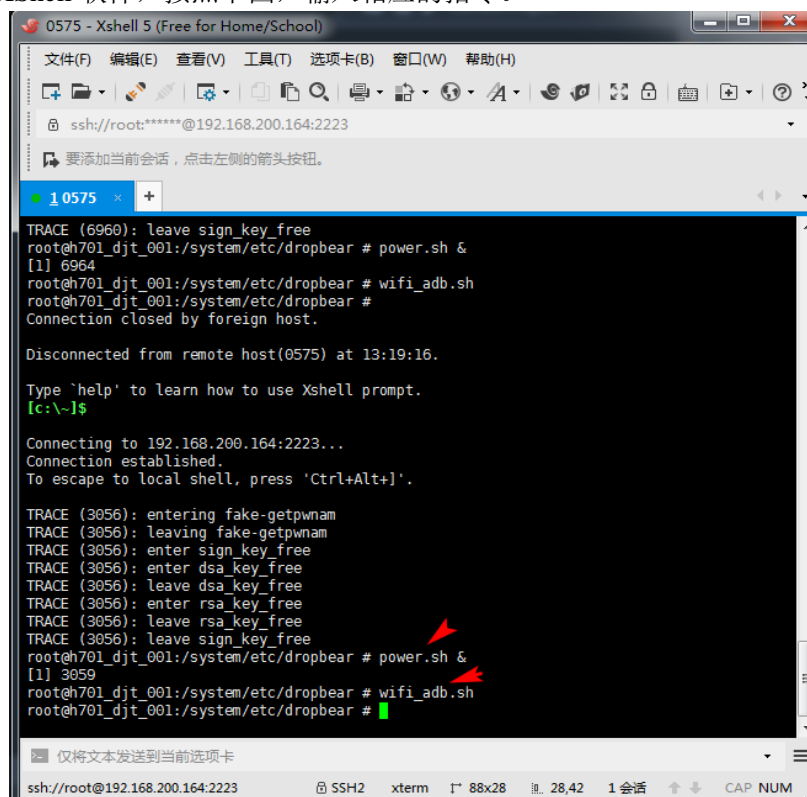 0575 - Xshell 5 (Free for Home/School)
文件(F) 编辑(E) 查看(V) 工具(T) 选项卡(B) 窗口(W) 帮助(H)
ssh://root:******@192.168.200.164:2223
要添加当前会话，点击左侧的箭头按钮。
1 0575 × +
TRACE (6960): leave sign_key_free
root@h701_djt_001:/system/etc/dropbear # power.sh &
[1] 6964
root@h701_djt_001:/system/etc/dropbear # wifi_adb.sh
root@h701_djt_001:/system/etc/dropbear #
Connection closed by foreign host.
Disconnected from remote host(0575) at 13:19:16.
Type `help' to learn how to use Xshell prompt.
[c:\~]$
Connecting to 192.168.200.164:2223...
Connection established.
To escape to local shell, press 'Ctrl+Alt+]'.
TRACE (3056): entering fake-getpwnam
TRACE (3056): leaving fake-getpwnam
TRACE (3056): enter sign_key_free
TRACE (3056): enter dsa_key_free
TRACE (3056): leave dsa_key_free
TRACE (3056): enter rsa_key_free
TRACE (3056): leave rsa_key_free
TRACE (3056): leave sign_key_free
root@h701_djt_001:/system/etc/dropbear # power.sh &
[1] 3059
root@h701_djt_001:/system/etc/dropbear # wifi_adb.sh
root@h701_djt_001:/system/etc/dropbear #
仅将文本发送到当前选项卡
ssh://root@192.168.200.164:2223 SSH2 xterm 88x28 28,42 1 会话 CAP NUM